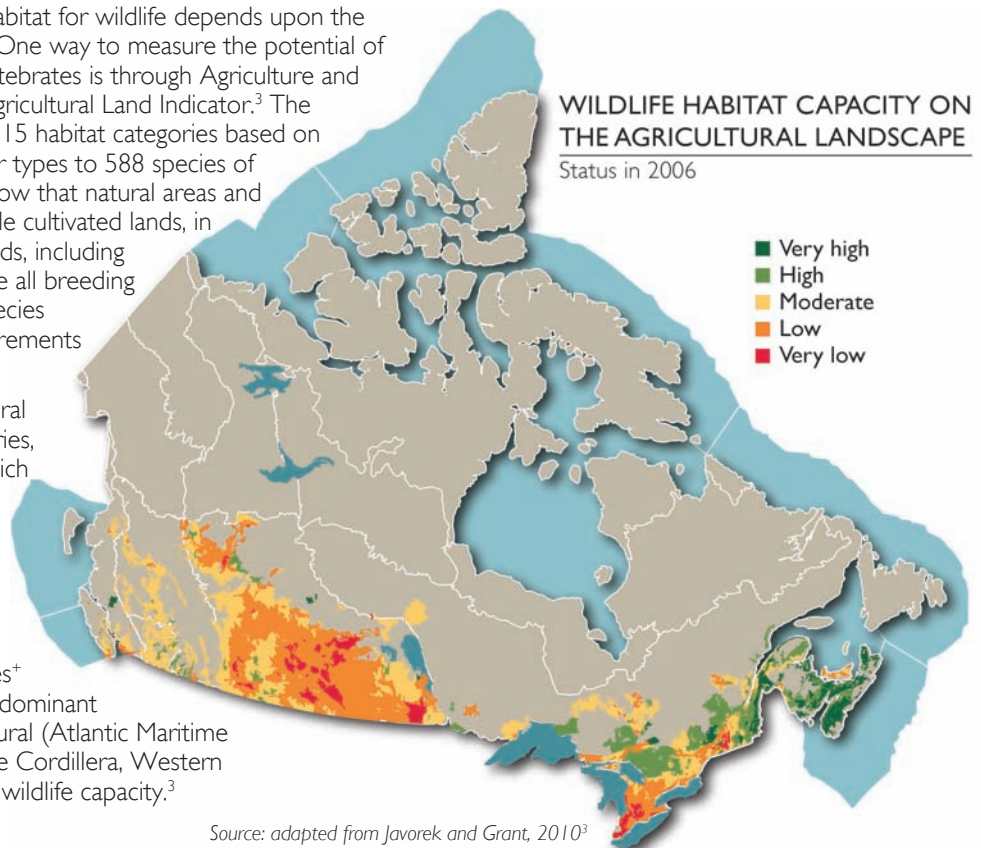 abitat for wildlife depends upon the
One way to measure the potential of
tebrates is through Agriculture and
gricultural Land Indicator.³ The
15 habitat categories based on
r types to 588 species of
ow that natural areas and
le cultivated lands, in
ds, including
e all breeding
ecies
rements
ral
ries,
ich
es⁺
dominant
ural (Atlantic Maritime
e Cordillera, Western
wildlife capacity.³
WILDLIFE HABITAT CAPACITY ON
THE AGRICULTURAL LANDSCAPE
Status in 2006
Very high
High
Moderate
Low
Very low
Source: adapted from Javorek and Grant, 2010³